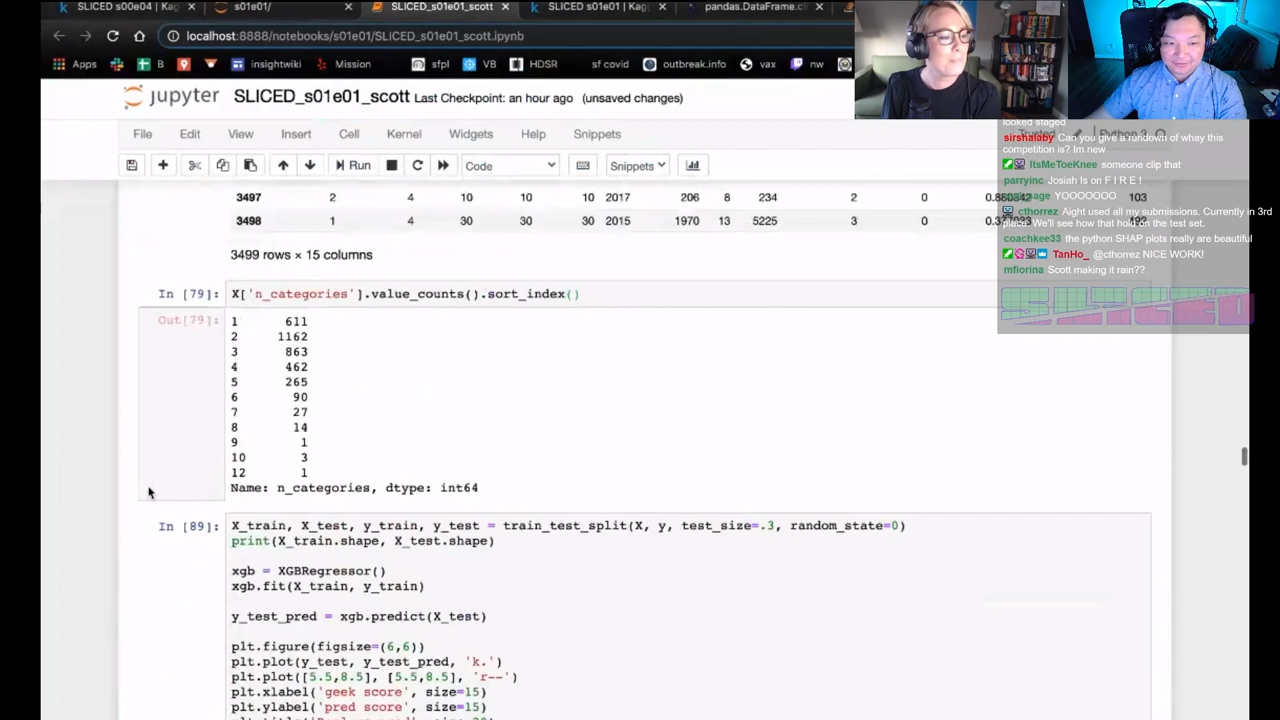 SLICED s00e04 | Kag
s01e01/
SLICED_s01e01_scott
SLICED s01e01 | Kag
pandas.DataFrame.cl
localhost:8888/notebooks/s01e01/SLICED_s01e01_scott.ipynb
Apps
B
insightwiki
Mission
sfpl
VB
HDSR
sf covid
outbreak.info
vax
nw
jupyter SLICED_s01e01_scott Last Checkpoint: an hour ago (unsaved changes)
File Edit View Insert Cell Kernel Widgets Help Snippets
Run Code Snippets
looked staged
sirshalaby Can you give a rundown of whay this
competition is? Im new
ItsMeToeKnee someone clip that
parryinc Josiah Is on F I R E !
YOOOOOOO
cthorrez Aight used all my submissions. Currently in 3rd
place. We'll see how that hold on the test set.
coachkee33 the python SHAP plots really are beautiful
TanHo_ @cthorrez NICE WORK!
mfiorina Scott making it rain??
SLICED
3497 2 4 10 10 10 2017 206 8 234 2 0 103
3498 1 4 30 30 30 2015 1970 13 5225 3 0
3499 rows × 15 columns
In [79]: X['n_categories'].value_counts().sort_index()
Out[79]: 1 611
2 1162
3 863
4 462
5 265
6 90
7 27
8 14
9 1
10 3
12 1
Name: n_categories, dtype: int64
In [89]: X_train, X_test, y_train, y_test = train_test_split(X, y, test_size=.3, random_state=0)
print(X_train.shape, X_test.shape)
xgb = XGBRegressor()
xgb.fit(X_train, y_train)
y_test_pred = xgb.predict(X_test)
plt.figure(figsize=(6,6))
plt.plot(y_test, y_test_pred, 'k.')
plt.plot([5.5,8.5], [5.5,8.5], 'r--')
plt.xlabel('geek score', size=15)
plt.ylabel('pred score', size=15)